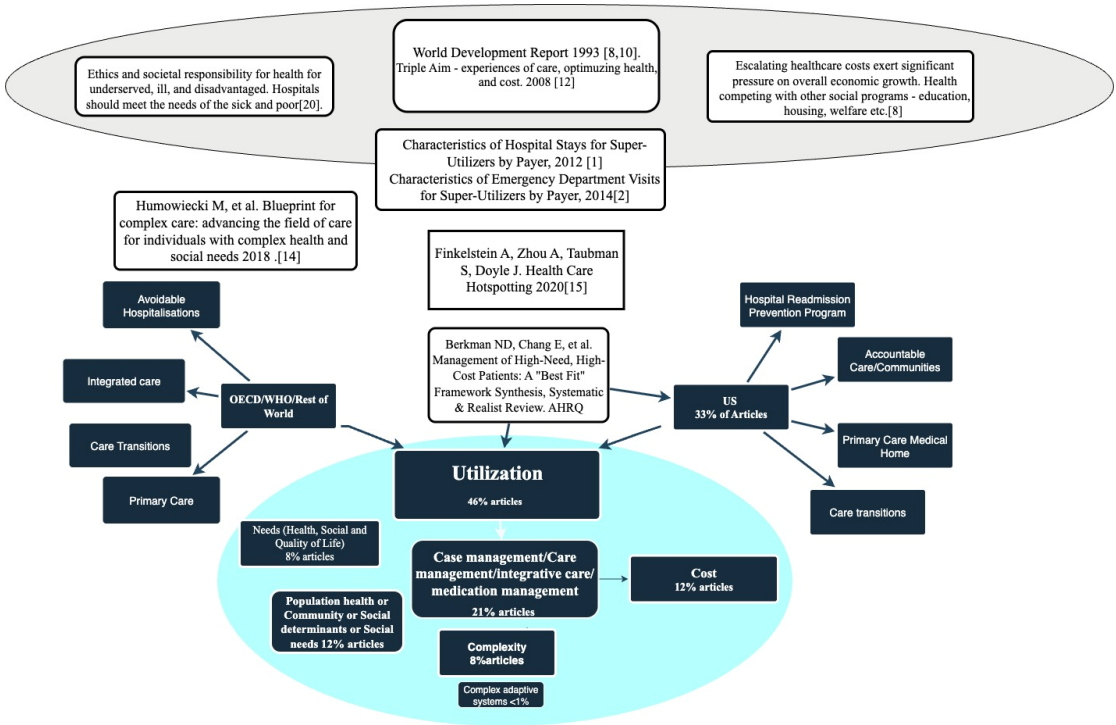 World Development Report 1993 [8,10].
Triple Aim - experiences of care, optimuzing health,
and cost. 2008 [12]
Ethics and societal responsibility for health for
underserved, ill, and disadvantaged. Hospitals
should meet the needs of the sick and poor[20].
Escalating healthcare costs exert significant
pressure on overall economic growth. Health
competing with other social programs - education,
housing, welfare etc.[8]
Characteristics of Hospital Stays for Super-
Utilizers by Payer, 2012 [1]
Characteristics of Emergency Department Visits
for Super-Utilizers by Payer, 2014[2]
Humowiecki M, et al. Blueprint for
complex care: advancing the field of care
for individuals with complex health and
social needs 2018 .[14]
Finkelstein A, Zhou A, Taubman
S, Doyle J. Health Care
Hotspotting 2020[15]
Avoidable
Hospitalisations
Integrated care
OECD/WHO/Rest of
World
Care Transitions
Primary Care
Berkman ND, Chang E, et al.
Management of High-Need, High-
Cost Patients: A "Best Fit"
Framework Synthesis, Systematic
& Realist Review. AHRQ
Hospital Readmission
Prevention Program
Accountable
Care/Communities
US
33% of Articles
Primary Care Medical
Home
Care transitions
Utilization
46% articles
Needs (Health, Social and
Quality of Life)
8% articles
Case management/Care
management/integrative care/
medication management
21% articles
Cost
12% articles
Population health or
Community or Social
determinants or Social
needs 12% articles
Complexity
8%articles
Complex adaptive
systems <1%